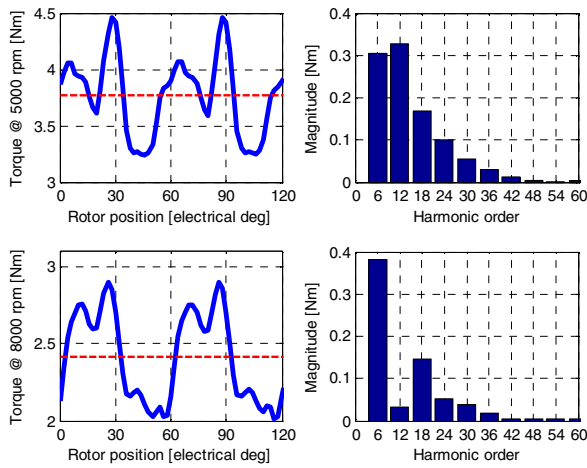 4.5
4
3.5
3
Torque @ 5000 rpm [Nm]
0 30 60 90 120
Rotor position [electrical deg]
0.4
0.3
0.2
0.1
0
Magnitude [Nm]
6 12 18 24 30 36 42 48 54 60
Harmonic order
3
2.5
2
Torque @ 8000 rpm [Nm]
0 30 60 90 120
Rotor position [electrical deg]
0.4
0.3
0.2
0.1
0
Magnitude [Nm]
6 12 18 24 30 36 42 48 54 60
Harmonic order